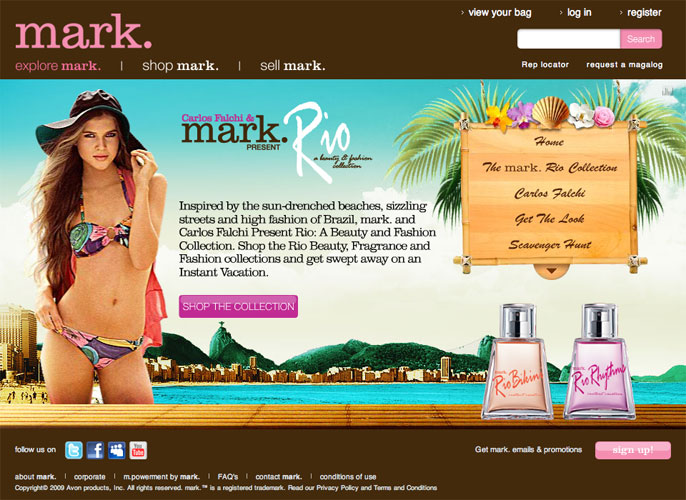 view your bag
log in
register
mark.
Search
explore mark. | shop mark. | sell mark.
Rep locator
request a magalog
Carlos Falchi &
mark.
PRESENT
Rio
a beauty & fashion
collection
Inspired by the sun-drenched beaches, sizzling
streets and high fashion of Brazil, mark. and
Carlos Falchi Present Rio: A Beauty and Fashion
Collection. Shop the Rio Beauty, Fragrance and
Fashion collections and get swept away on an
Instant Vacation.
SHOP THE COLLECTION
Home
The mark. Rio Collection
Carlos Falchi
Get The Look
Scavenger Hunt
mark.
Rio Bikini
mark.
Rio Rhythms
follow us on
You
Tube
Get mark. emails & promotions
sign up!
about mark. | corporate | m.powerment by mark. | FAQ's | contact mark. | conditions of use
Copyright© 2009 Avon products, Inc. All rights reserved. mark.™ is a registered trademark. Read our Privacy Policy and Terms and Conditions